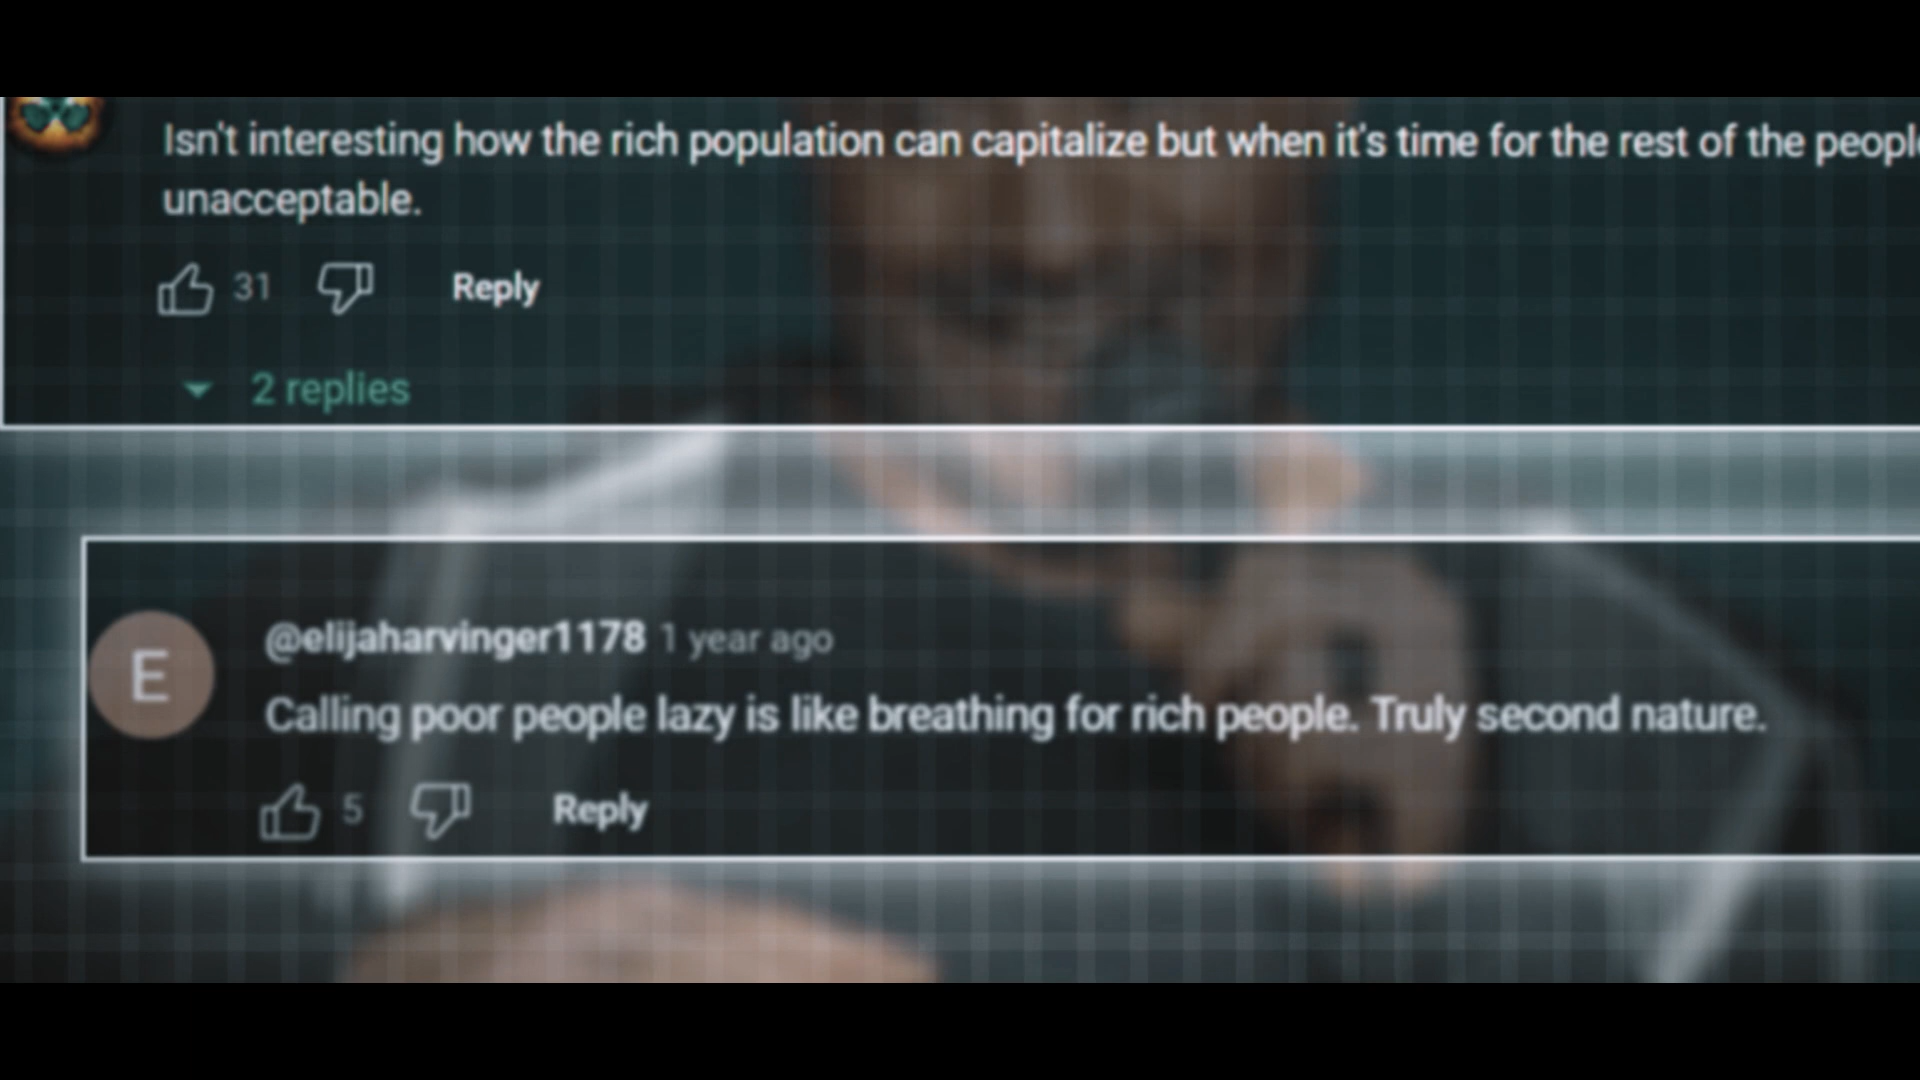 Isn't interesting how the rich population can capitalize but when it's time for the rest of the
unacceptable.
31 Reply
2 replies
E
@elijaharvinger1178 1 year ago
Calling poor people lazy is like breathing for rich people. Truly second nature.
5 Reply